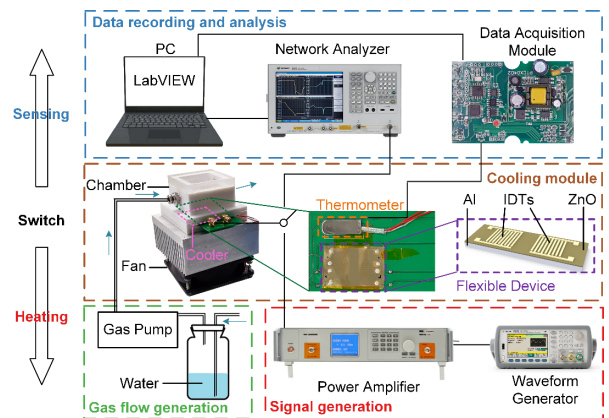 Data recording and analysis
PC
Network Analyzer
Data Acquisition
Module
LabVIEW
Sensing
Switch
Heating
Cooling module
Chamber
Cooler
Fan
Thermometer
Al
IDTs
ZnO
Flexible Device
Gas Pump
Water
Gas flow generation
Power Amplifier
Waveform
Generator
Signal generation